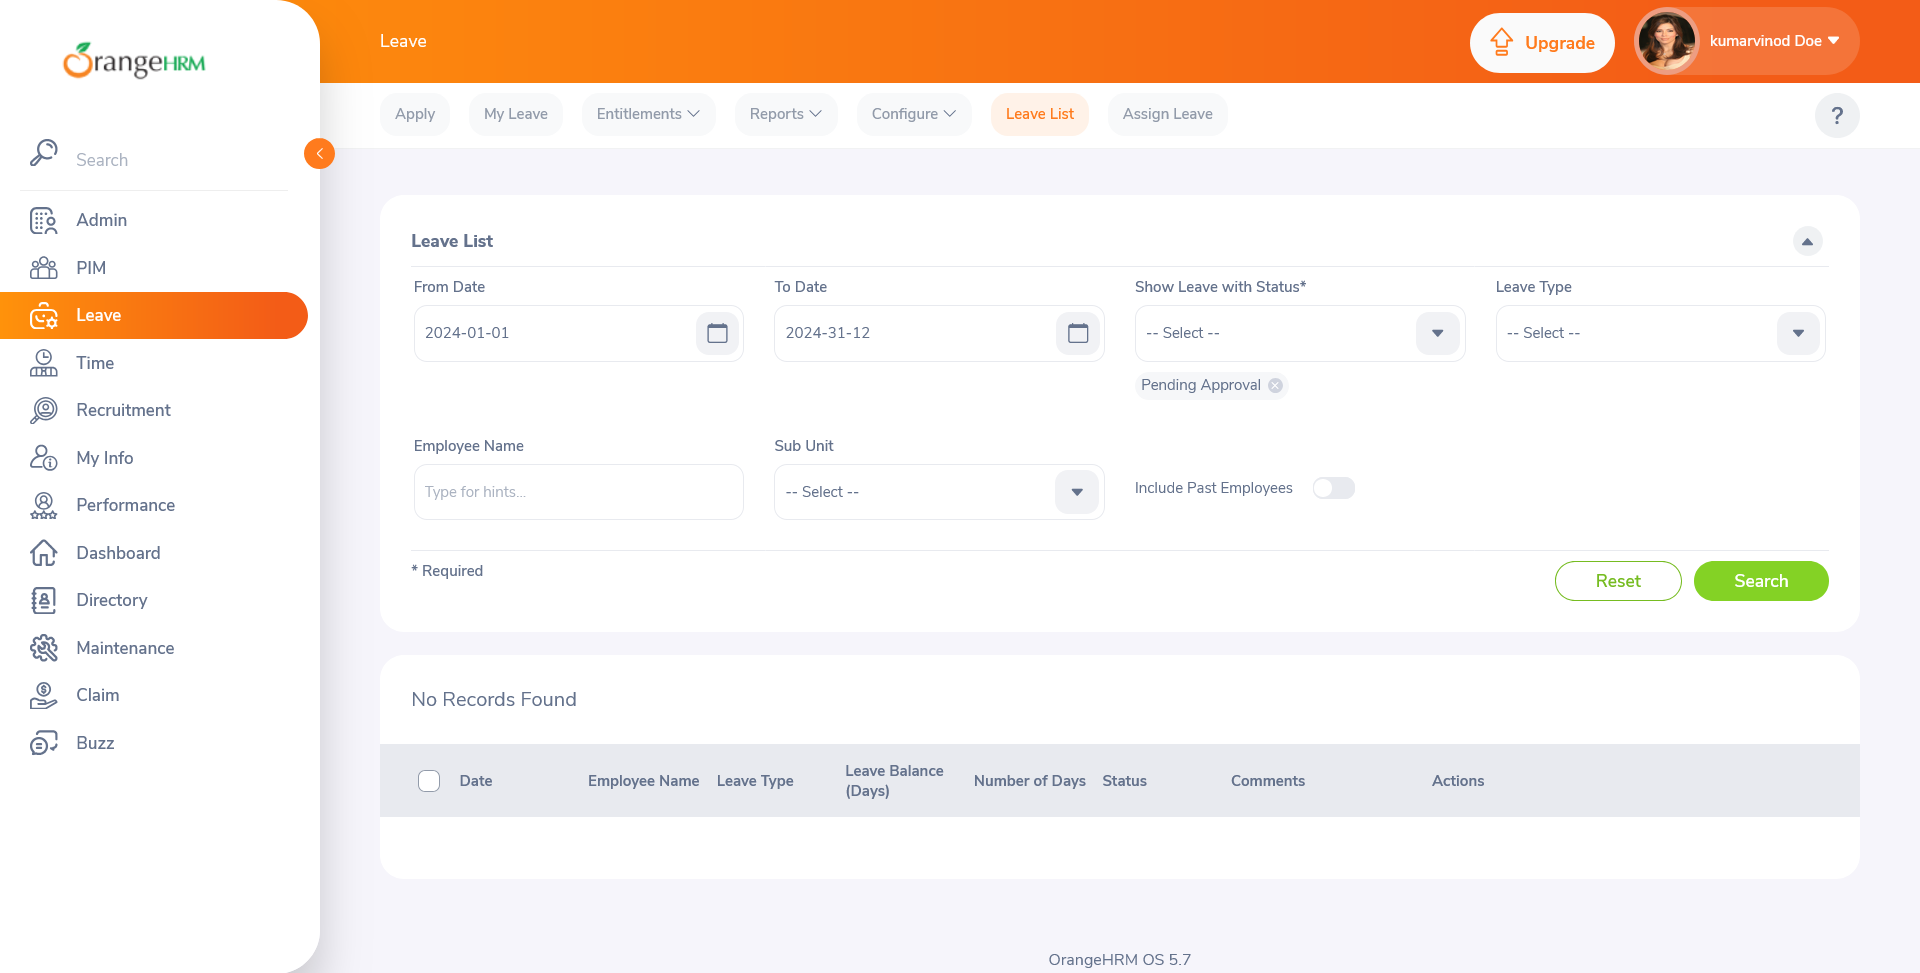 OrangeHRM
Leave
Upgrade
kumarvinod Doe
Apply
My Leave
Entitlements
Reports
Configure
Leave List
Assign Leave
?
Search
Admin
PIM
Leave
Time
Recruitment
My Info
Performance
Dashboard
Directory
Maintenance
Claim
Buzz
Leave List
From Date
To Date
Show Leave with Status*
Leave Type
2024-01-01
2024-31-12
-- Select --
-- Select --
Pending Approval
Employee Name
Sub Unit
Type for hints...
-- Select --
Include Past Employees
* Required
Reset
Search
No Records Found
Date
Employee Name
Leave Type
Leave Balance
(Days)
Number of Days
Status
Comments
Actions
OrangeHRM OS 5.7